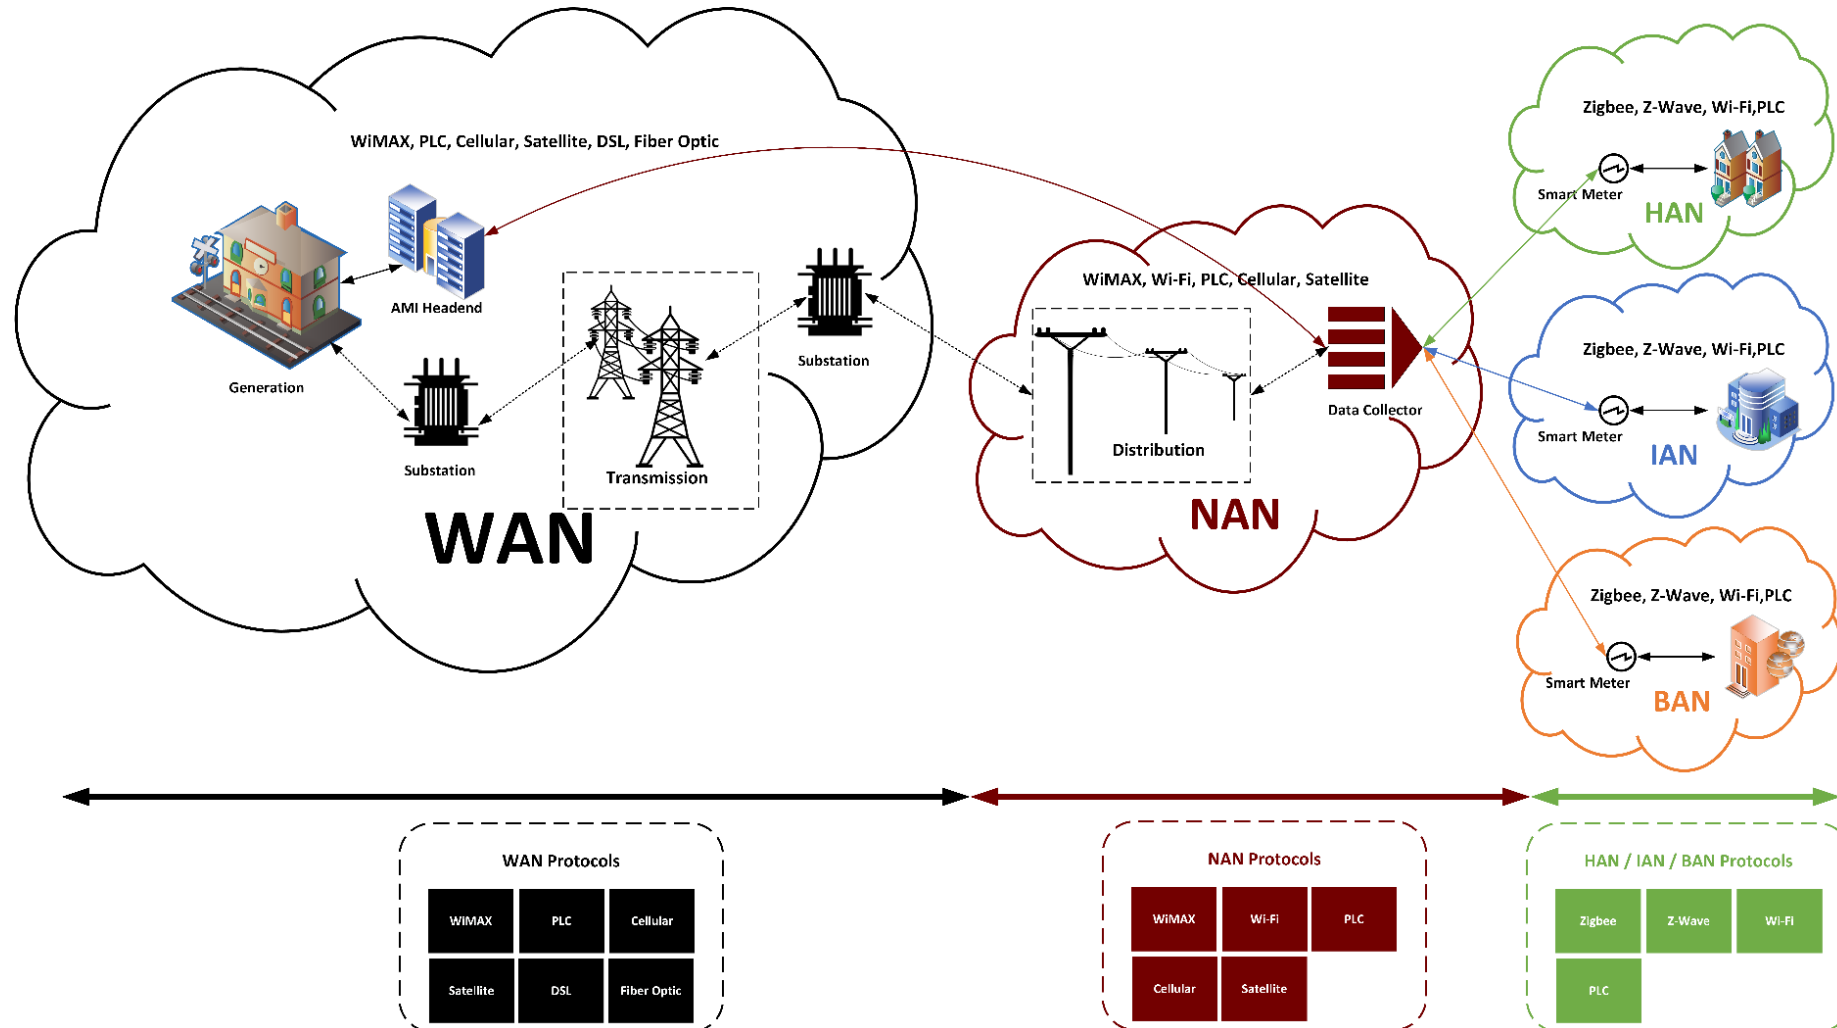 WiMAX, PLC, Cellular, Satellite, DSL, Fiber Optic
AMI Headend
Generation
Substation
Transmission
Substation
WAN
WiMAX, Wi-Fi, PLC, Cellular, Satellite
Distribution
Data Collector
NAN
Zigbee, Z-Wave, Wi-Fi,PLC
Smart Meter
HAN
Zigbee, Z-Wave, Wi-Fi,PLC
Smart Meter
IAN
Zigbee, Z-Wave, Wi-Fi,PLC
Smart Meter
BAN
WAN Protocols
WiMAX
PLC
Cellular
Satellite
DSL
Fiber Optic
NAN Protocols
WiMAX
Wi-Fi
PLC
Cellular
Satellite
HAN / IAN / BAN Protocols
Zigbee
Z-Wave
Wi-Fi
PLC